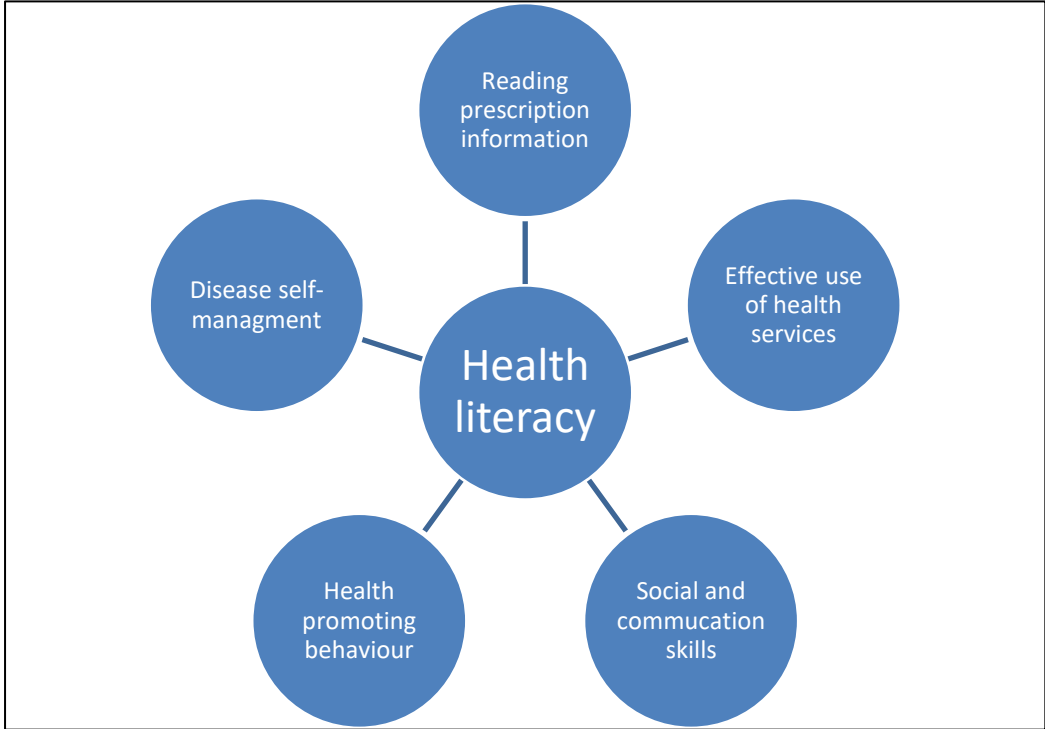 Reading
prescription
information
Effective use
of health
services
Social and
commucation
skills
Health
promoting
behaviour
Disease self-
managment
Health
literacy